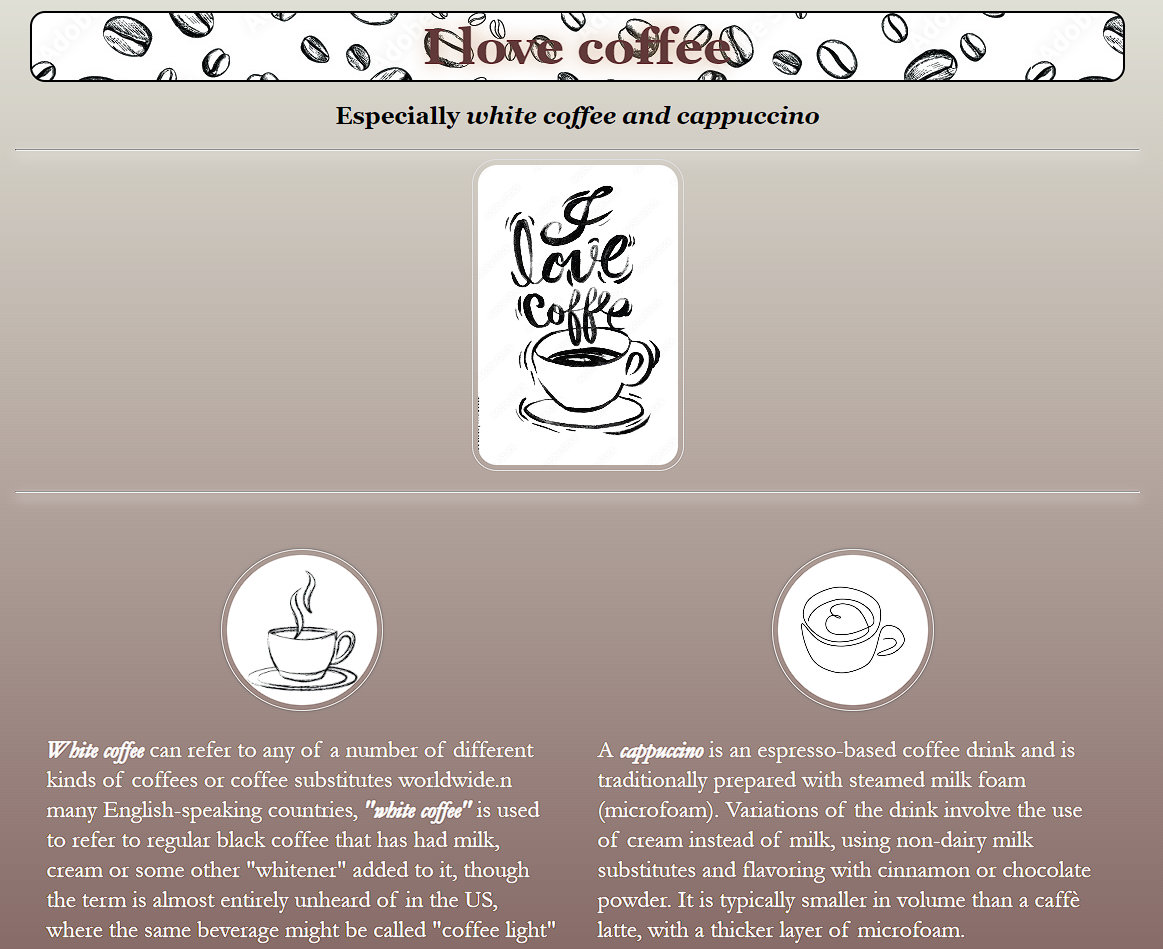 I love coffee
Especially white coffee and cappuccino
I
love
coffe
White coffee can refer to any of a number of different
kinds of coffees or coffee substitutes worldwide.n
many English-speaking countries, "white coffee" is used
to refer to regular black coffee that has had milk,
cream or some other "whitener" added to it, though
the term is almost entirely unheard of in the US,
where the same beverage might be called "coffee light"
A cappuccino is an espresso-based coffee drink and is
traditionally prepared with steamed milk foam
(microfoam). Variations of the drink involve the use
of cream instead of milk, using non-dairy milk
substitutes and flavoring with cinnamon or chocolate
powder. It is typically smaller in volume than a caffè
latte, with a thicker layer of microfoam.